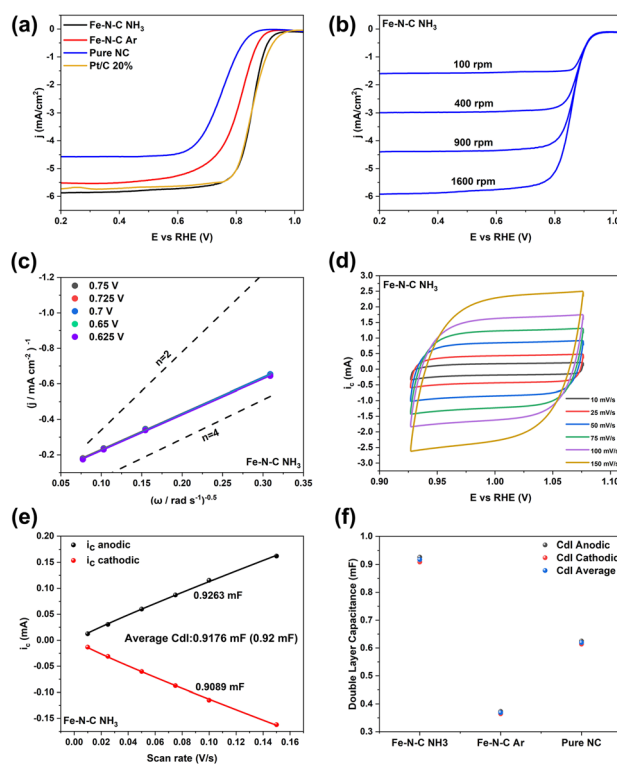 (a)
Fe-N-C NH₃
Fe-N-C Ar
Pure NC
Pt/C 20%
0
-1
-2
-3
-4
-5
-6
j (mA/cm²)
0.2 0.4 0.6 0.8 1.0
E vs RHE (V)
(b)
Fe-N-C NH₃
100 rpm
400 rpm
900 rpm
1600 rpm
0
-1
-2
-3
-4
-5
-6
j (mA/cm²)
0.2 0.4 0.6 0.8 1.0
E vs RHE (V)
(c)
0.75 V
0.725 V
0.7 V
0.65 V
0.625 V
n=2
n=4
Fe-N-C NH₃
-1.2
-1.0
-0.8
-0.6
-0.4
-0.2
(j / mA cm⁻²)⁻¹
0.05 0.10 0.15 0.20 0.25 0.30 0.35 0.40
(ω / rad s⁻¹)⁻⁰·⁵
(d)
Fe-N-C NH₃
3.0
2.5
2.0
1.5
1.0
0.5
0.0
-0.5
-1.0
-1.5
-2.0
-2.5
-3.0
i꜀ (mA)
10 mV/s
25 mV/s
50 mV/s
75 mV/s
100 mV/s
150 mV/s
0.90 0.95 1.00 1.05 1.10
E vs RHE (V)
(e)
i꜀ anodic
i꜀ cathodic
0.9263 mF
Average Cdl:0.9176 mF (0.92 mF)
0.9089 mF
Fe-N-C NH₃
0.20
0.15
0.10
0.05
0.00
-0.05
-0.10
-0.15
i꜀ (mA)
0.00 0.02 0.04 0.06 0.08 0.10 0.12 0.14 0.16
Scan rate (V/s)
(f)
Cdl Anodic
Cdl Cathodic
Cdl Average
1.0
0.9
0.8
0.7
0.6
0.5
0.4
0.3
Double Layer Capacitance (mF)
Fe-N-C NH3 Fe-N-C Ar Pure NC